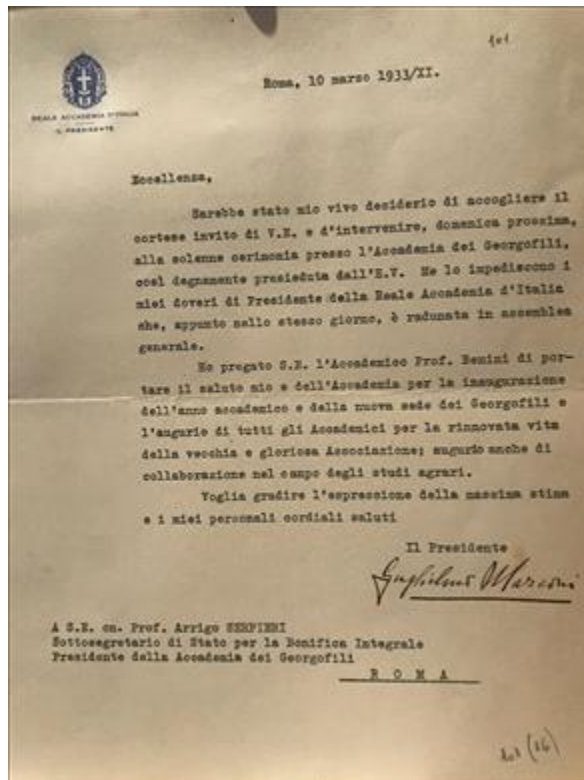 101
Roma, 10 marzo 1933/XI.
REALE ACCADEMIA D'ITALIA
IL PRESIDENTE
Eccellenza,
Sarebbe stato mio vivo desiderio di accogliere il
cortese invito di V.E. e d'intervenire, domenica prossima,
alla solenne cerimonia presso l'Accademia dei Georgofili,
così degnamente presieduta dall'E.V. Me lo impediscono i
miei doveri di Presidente della Reale Accademia d'Italia
che, appunto nello stesso giorno, è radunata in assemblea
generale.
Ho pregato S.E. l'Accademico Prof. Benini di por-
tare il saluto mio e dell'Accademia per la inaugurazione
dell'anno accademico e della nuova sede dei Georgofili e
l'augurio di tutti gli Accademici per la rinnovata vita
della vecchia e gloriosa Associazione; augurio anche di
collaborazione nel campo degli studi agrari.
Voglia gradire l'espressione della massima stima
e i miei personali cordiali saluti
Il Presidente
Guglielmo Marconi
A S.E. on. Prof. Arrigo SERPIERI
Sottosegretario di Stato per la Bonifica Integrale
Presidente della Accademia dei Georgofili
R O M A
101 (16)